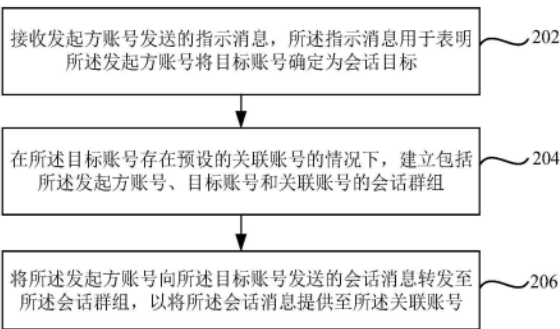 接收发起方账号发送的指示消息，所述指示消息用于表明
所述发起方账号将目标账号确定为会话目标
202
在所述目标账号存在预设的关联账号的情况下，建立包括
所述发起方账号、目标账号和关联账号的会话群组
204
将所述发起方账号向所述目标账号发送的会话消息转发至
所述会话群组，以将所述会话消息提供至所述关联账号
206